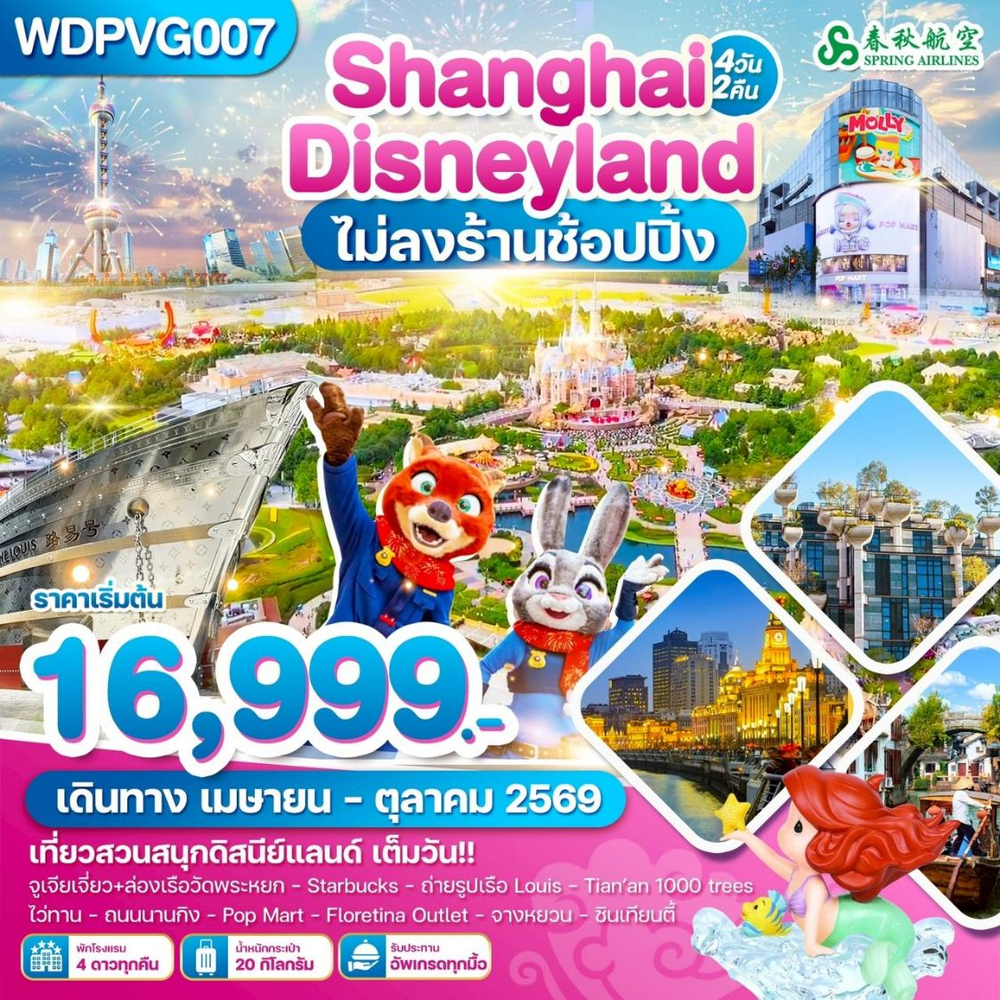 WDPVG007
春秋航空
SPRING AIRLINES
Shanghai
4วัน
2คืน
Disneyland
ไม่ลงร้านช้อปปิ้ง
MOLLY
POP MART
POP MART
THE LOUIS 路易号
ราคาเริ่มต้น
16,999.-
เดินทาง เมษายน - ตุลาคม 2569
เที่ยวสวนสนุกดิสนีย์แลนด์ เต็มวัน!!
จูเจียเจี่ยว+ล่องเรือวัดพระหยก - Starbucks - ถ่ายรูปเรือ Louis - Tian’an 1000 trees
ไว่ทาน - ถนนนานกิง - Pop Mart - Floretina Outlet - จางหยวน - ซินเทียนตี้
พักโรงแรม
4 ดาวทุกคืน
น้ำหนักกระเป๋า
20 กิโลกรัม
รับประทาน
อัพเกรดทุกมื้อ